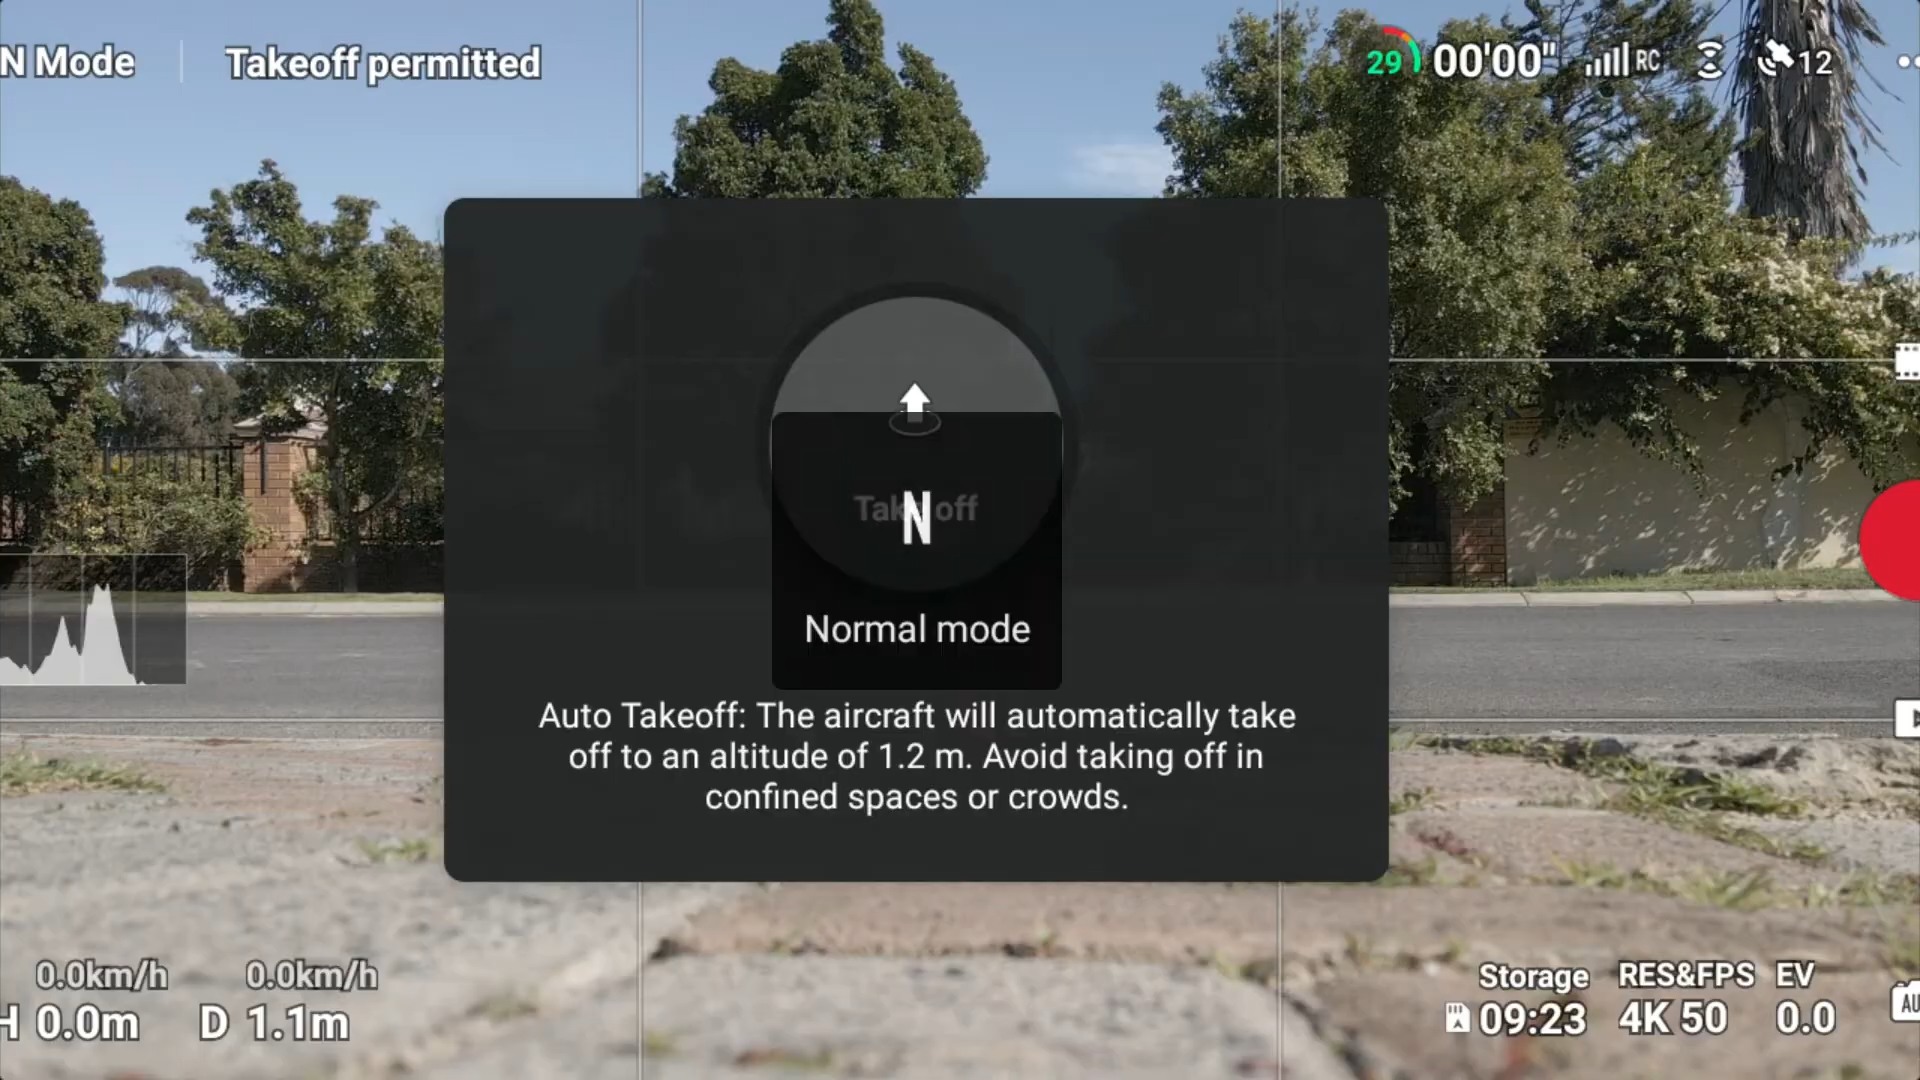 N Mode
Takeoff permitted
29 00'00" RC 12
Take off
N
Normal mode
Auto Takeoff: The aircraft will automatically take
off to an altitude of 1.2 m. Avoid taking off in
confined spaces or crowds.
0.0km/h 0.0km/h
H 0.0m D 1.1m
Storage RES&FPS EV
09:23 4K 50 0.0